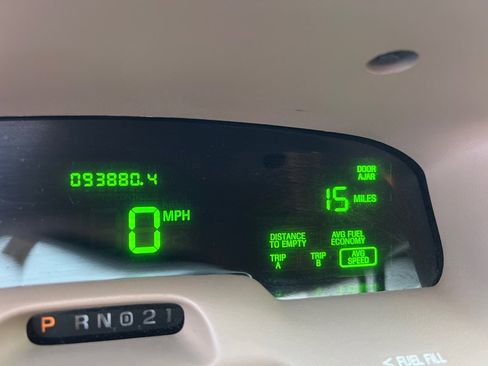 093880.4
0 MPH
DOOR
AJAR
15 MILES
DISTANCE
TO EMPTY
AVG FUEL
ECONOMY
TRIP
A
TRIP
B
AVG
SPEED
P R N D 2 1
< FUEL FILL